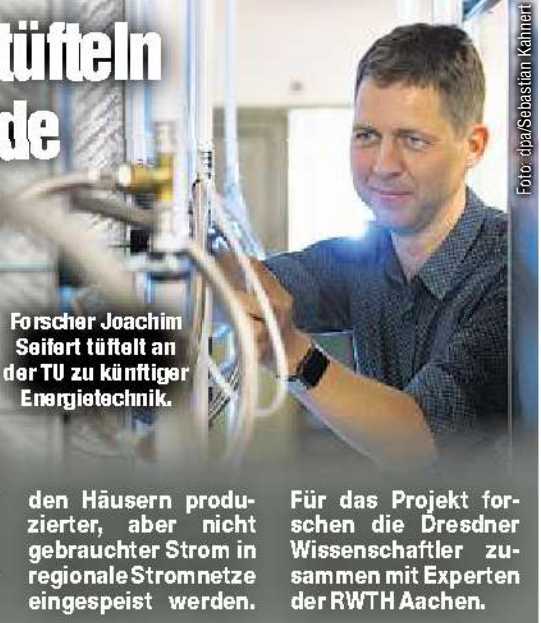 tüfteln
de
Foto: dpa/Sebastian Kahnert
Forscher Joachim
Seifert tüftelt an
der TU zu künftiger
Energietechnik.
den Häusern produ-
zierter, aber nicht
gebrauchter Strom in
regionale Stromnetze
eingespeist werden.
Für das Projekt for-
schen die Dresdner
Wissenschaftler zu-
sammen mit Experten
der RWTH Aachen.